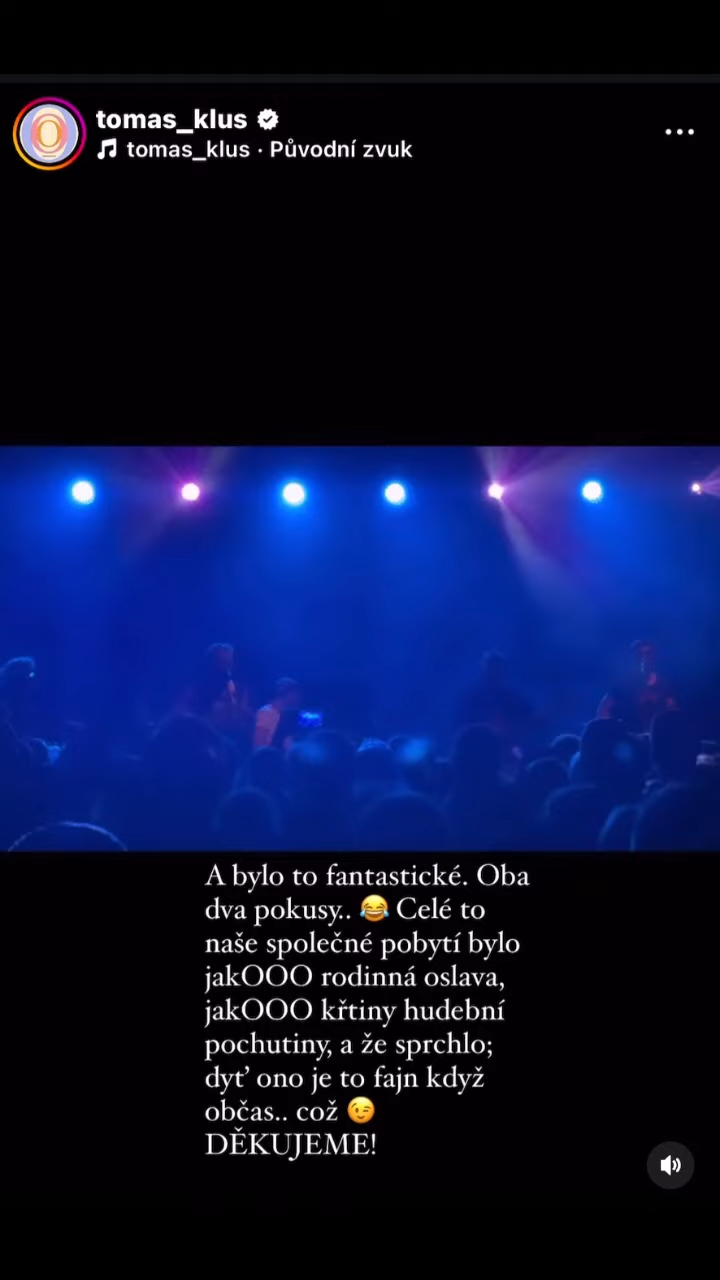 tomas_klus
tomas_klus · Původní zvuk
A bylo to fantastické. Oba
dva pokusy.. 😂 Celé to
naše společné pobytí bylo
jakOOO rodinná oslava,
jakOOO křtiny hudební
pochutiny, a že sprchlo;
dyť ono je to fajn když
občas.. což 😉
DĚKUJEME!